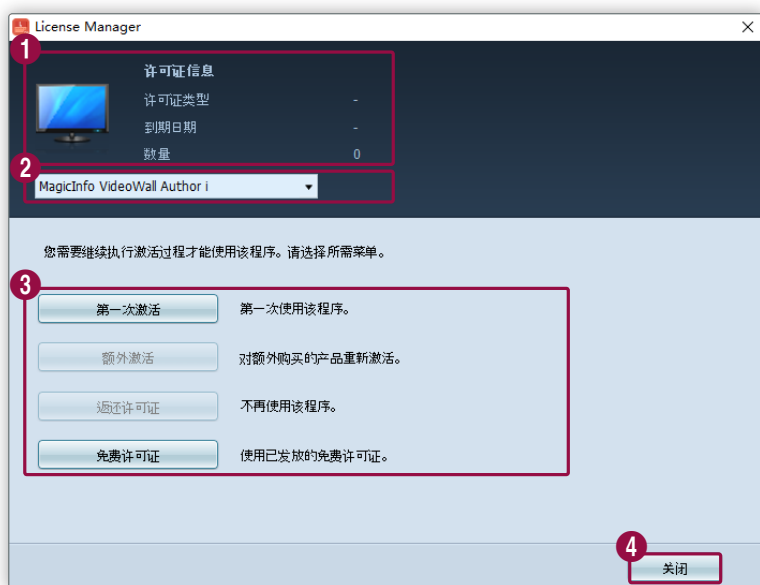 License Manager
1
许可证信息
许可证类型 -
到期日期 -
数量 0
2
MagicInfo VideoWall Author i
您需要继续执行激活过程才能使用该程序。请选择所需菜单。
3
第一次激活 第一次使用该程序。
额外激活 对额外购买的产品重新激活。
返还许可证 不再使用该程序。
免费许可证 使用已发放的免费许可证。
4
关闭